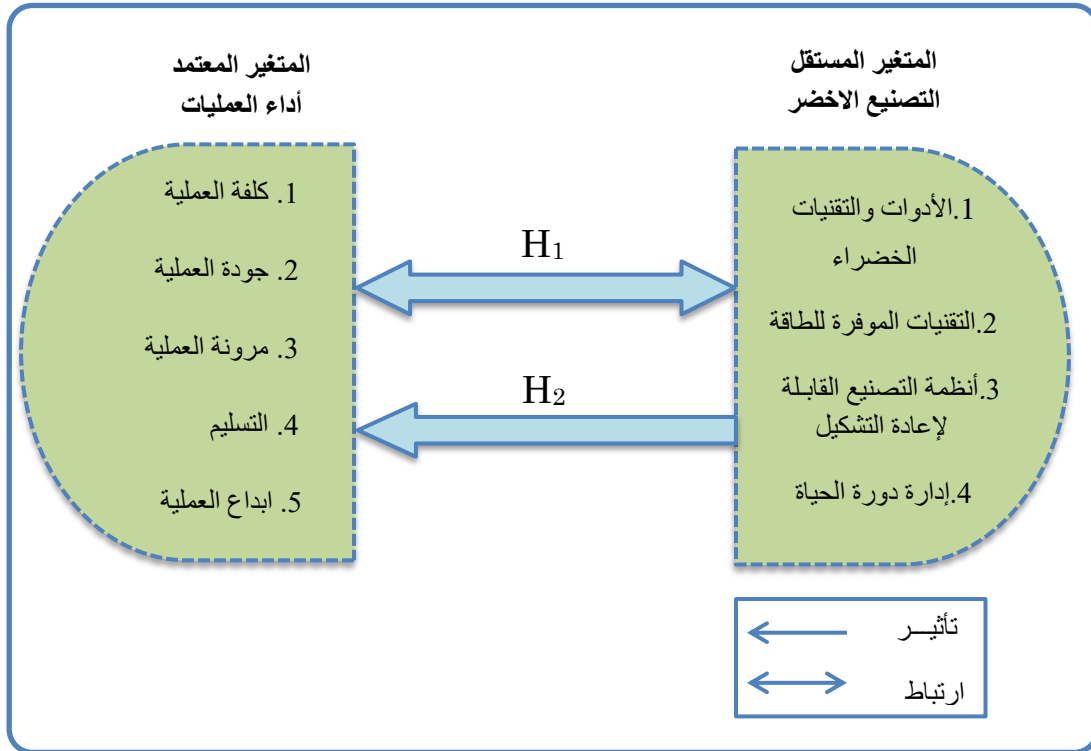 المتغير المستقل
التصنيع الاخضر
1.الأدوات والتقنيات
الخضراء
2.التقنيات الموفرة للطاقة
3.أنظمة التصنيع القابلة
لإعادة التشكيل
4.إدارة دورة الحياة
H1
H2
المتغير المعتمد
أداء العمليات
1. كلفة العملية
2. جودة العملية
3. مرونة العملية
4. التسليم
5. ابداع العملية
تأثيـــر
ارتباط